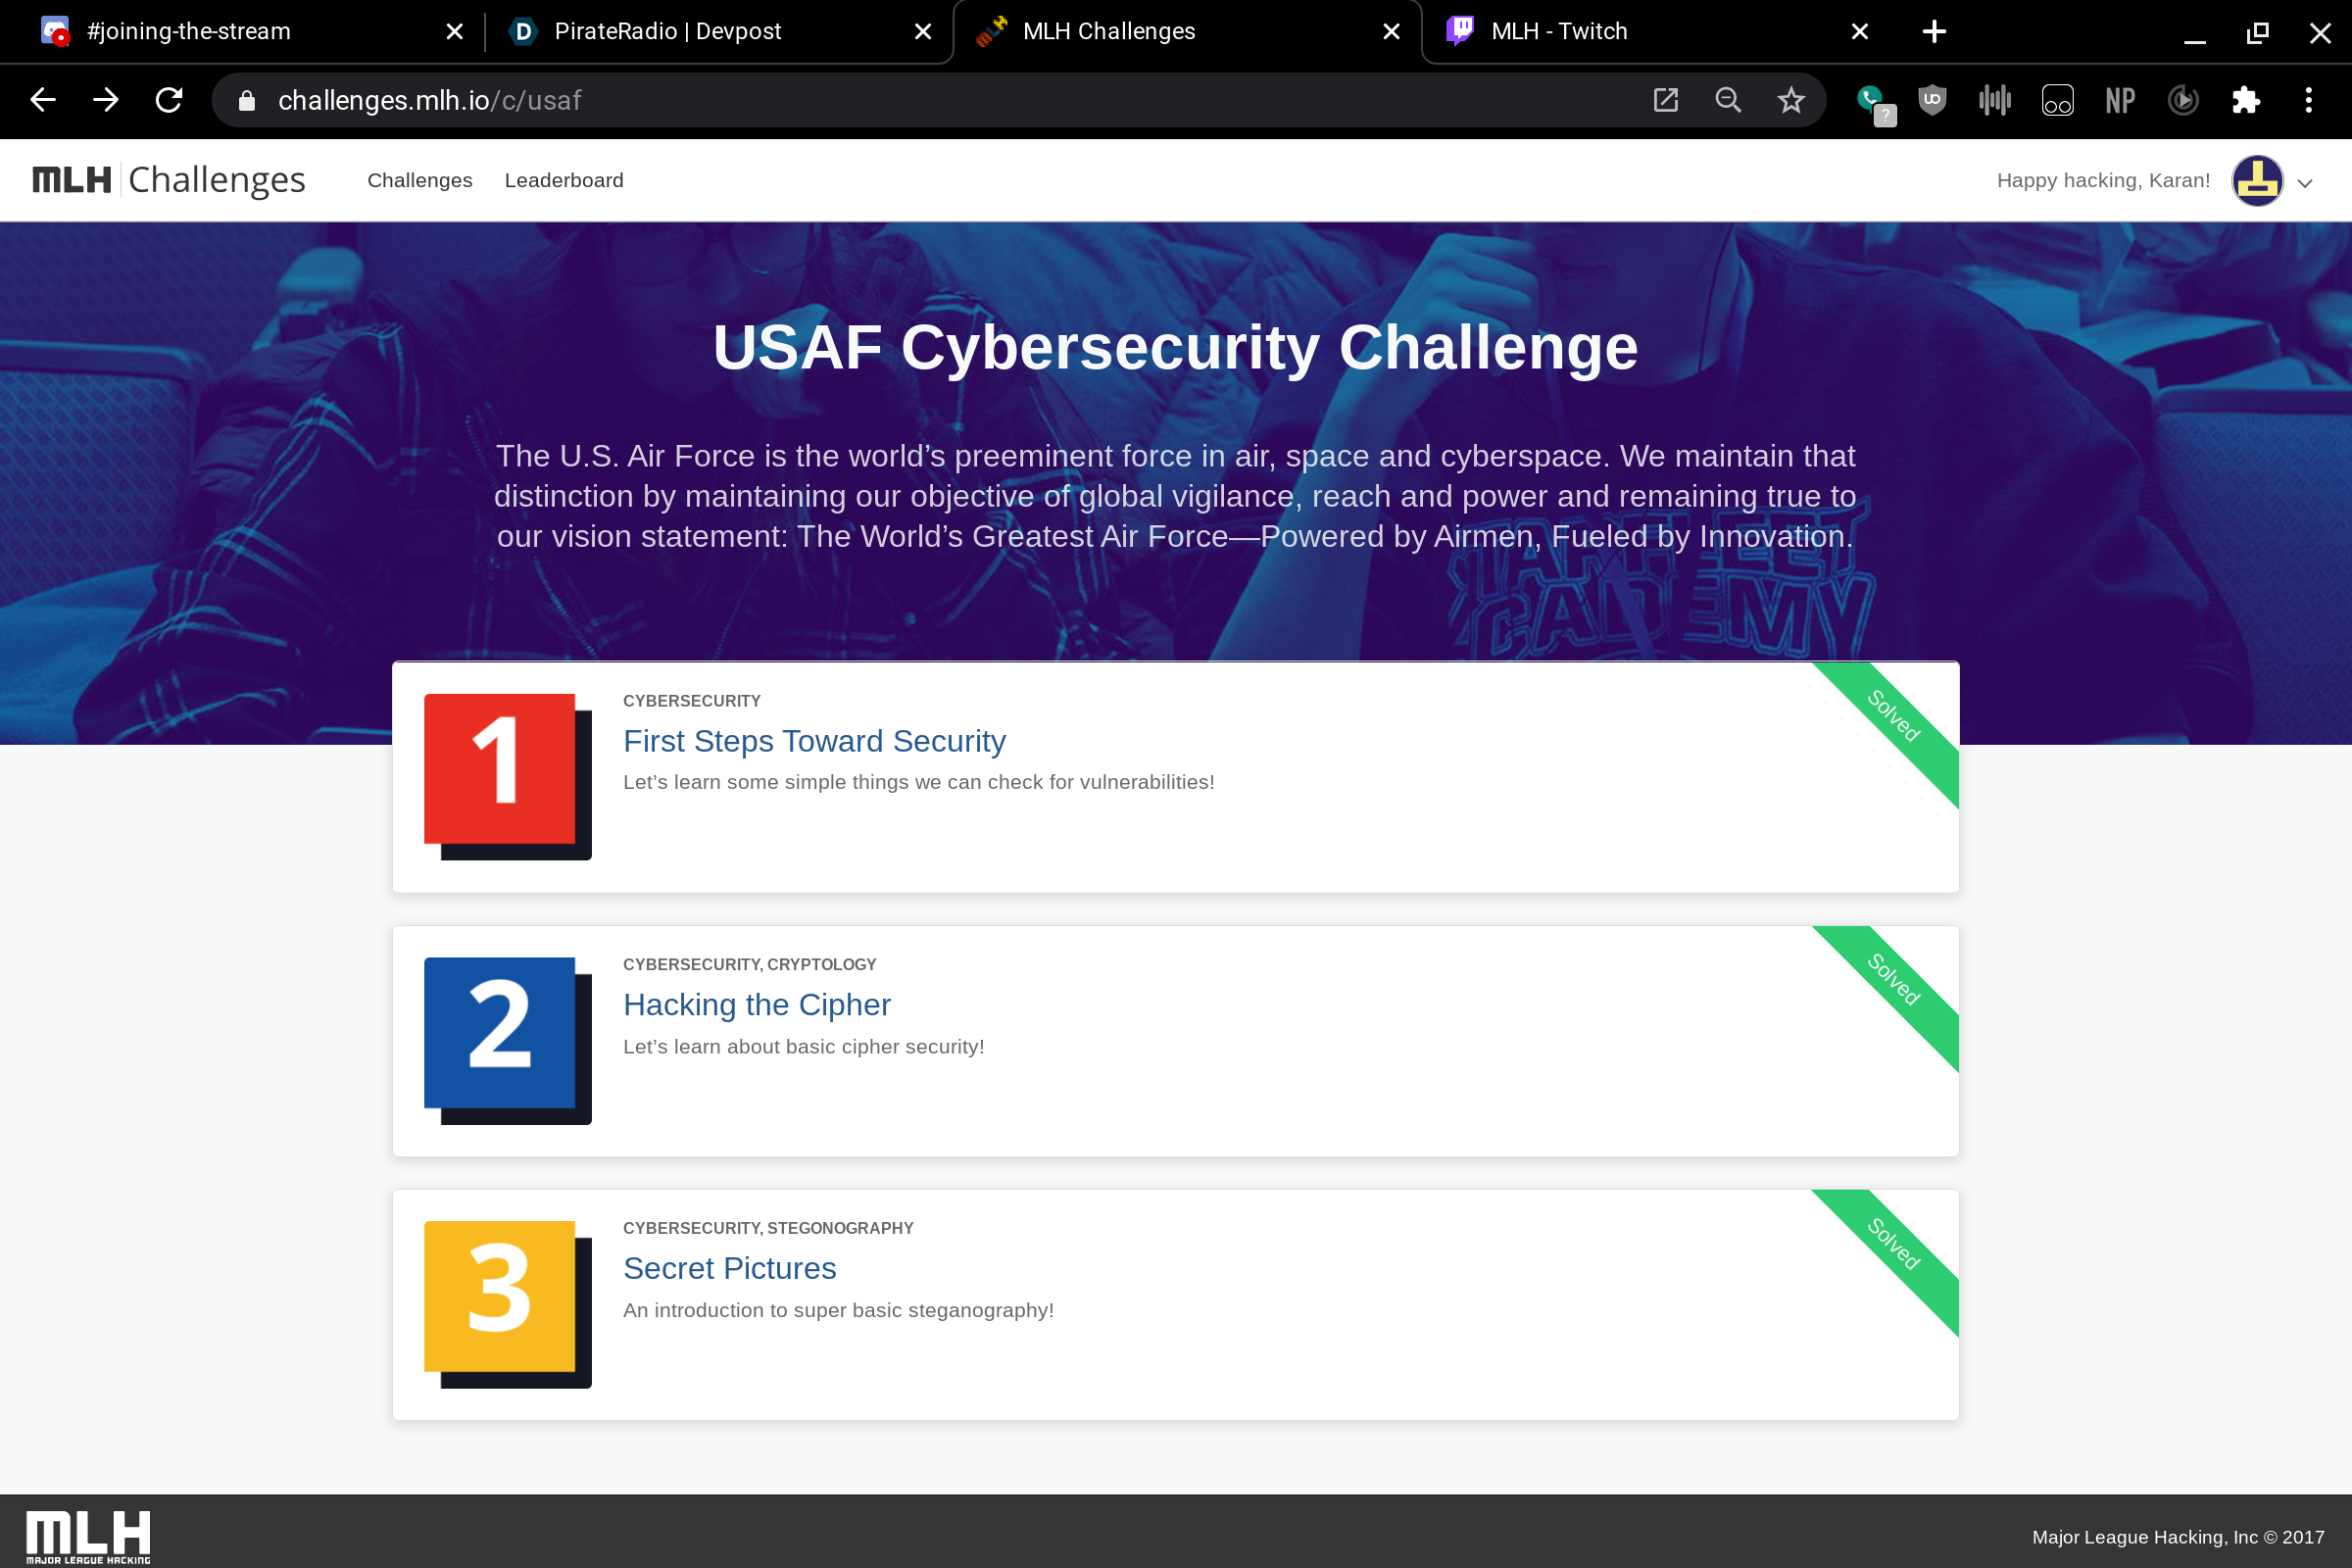 #joining-the-stream
PirateRadio | Devpost
MLH Challenges
MLH - Twitch
challenges.mlh.io/c/usaf
NP
MLH Challenges
Challenges
Leaderboard
Happy hacking, Karan!
USAF Cybersecurity Challenge
The U.S. Air Force is the world’s preeminent force in air, space and cyberspace. We maintain that
distinction by maintaining our objective of global vigilance, reach and power and remaining true to
our vision statement: The World’s Greatest Air Force—Powered by Airmen, Fueled by Innovation.
1
CYBERSECURITY
First Steps Toward Security
Let’s learn some simple things we can check for vulnerabilities!
Solved
2
CYBERSECURITY, CRYPTOLOGY
Hacking the Cipher
Let’s learn about basic cipher security!
Solved
3
CYBERSECURITY, STEGONOGRAPHY
Secret Pictures
An introduction to super basic steganography!
Solved
MLH
MAJOR LEAGUE HACKING
Major League Hacking, Inc © 2017